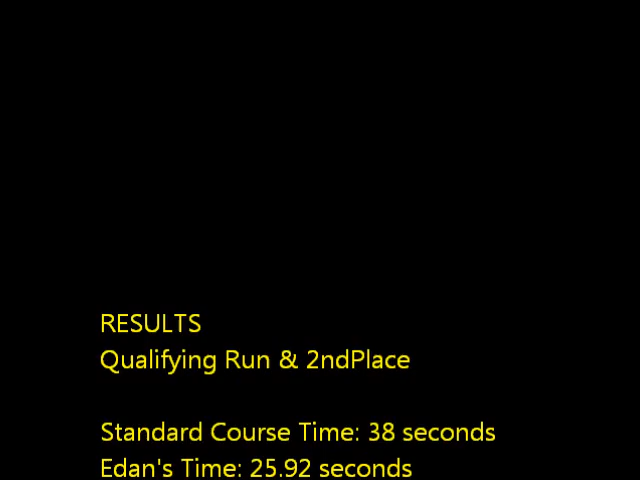 RESULTS
Qualifying Run & 2ndPlace
Standard Course Time: 38 seconds
Edan's Time: 25.92 seconds